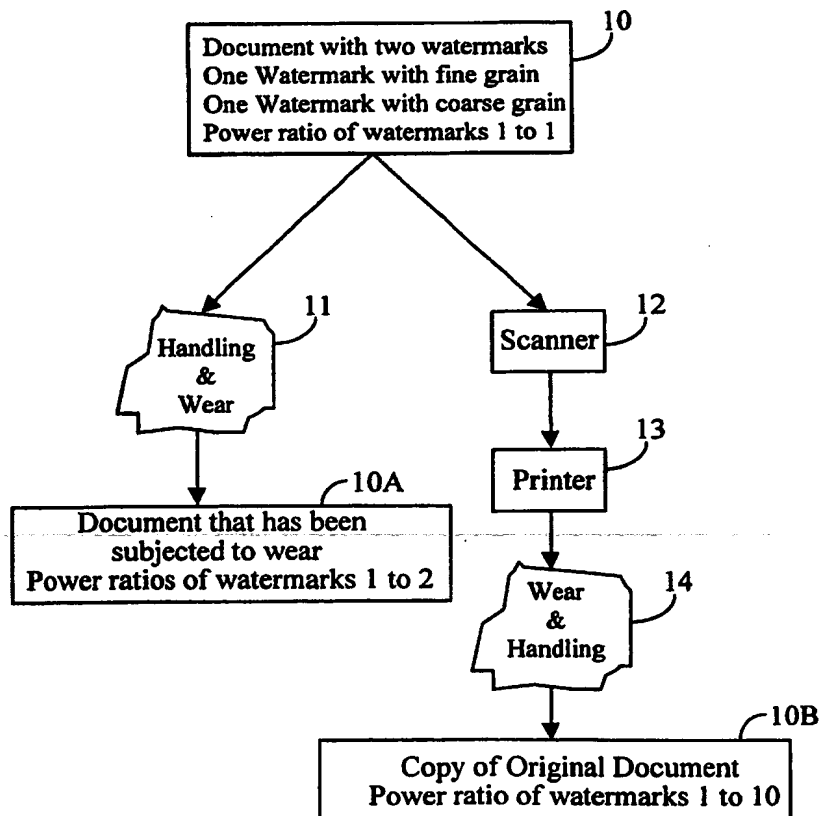 10
Document with two watermarks
One Watermark with fine grain
One Watermark with coarse grain
Power ratio of watermarks 1 to 1
11
Handling
&
Wear
12
Scanner
13
Printer
10A
Document that has been
subjected to wear
Power ratios of watermarks 1 to 2
14
Wear
&
Handling
10B
Copy of Original Document
Power ratio of watermarks 1 to 10